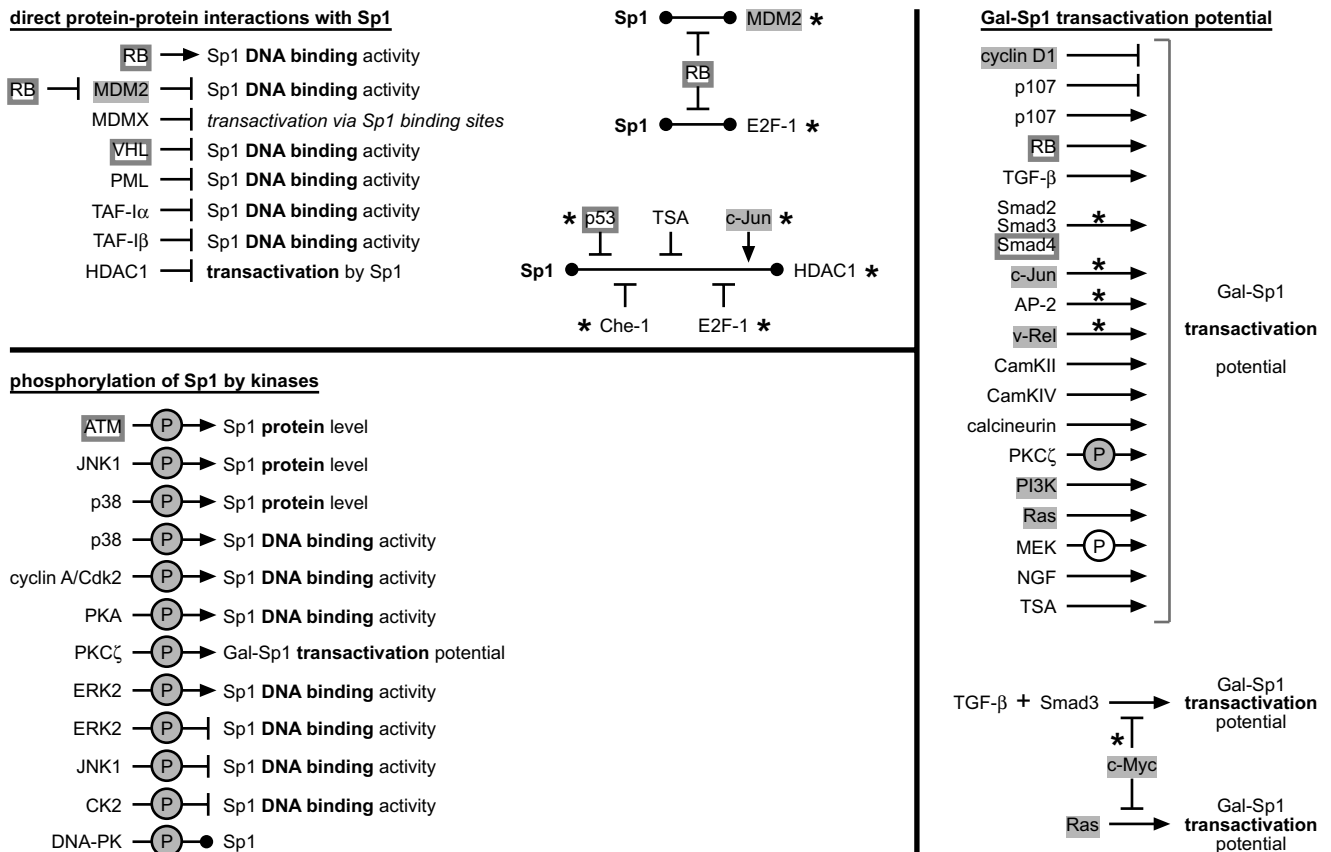 direct protein-protein interactions with Sp1
RB Sp1 DNA binding activity
RB MDM2 Sp1 DNA binding activity
MDMX transactivation via Sp1 binding sites
VHL Sp1 DNA binding activity
PML Sp1 DNA binding activity
TAF-Iα Sp1 DNA binding activity
TAF-Iβ Sp1 DNA binding activity
HDAC1 transactivation by Sp1
Sp1 MDM2 *
RB
Sp1 E2F-1 *
* p53 TSA c-Jun *
Sp1 HDAC1 *
* Che-1 E2F-1 *
phosphorylation of Sp1 by kinases
ATM P Sp1 protein level
JNK1 P Sp1 protein level
p38 P Sp1 protein level
p38 P Sp1 DNA binding activity
cyclin A/Cdk2 P Sp1 DNA binding activity
PKA P Sp1 DNA binding activity
PKCζ P Gal-Sp1 transactivation potential
ERK2 P Sp1 DNA binding activity
ERK2 P Sp1 DNA binding activity
JNK1 P Sp1 DNA binding activity
CK2 P Sp1 DNA binding activity
DNA-PK P Sp1
Gal-Sp1 transactivation potential
cyclin D1
p107
p107
RB
TGF-β
Smad2
Smad3 *
Smad4
c-Jun *
AP-2 *
v-Rel *
CamKII
CamKIV
calcineurin
PKCζ P
PI3K
Ras
MEK P
NGF
TSA
Gal-Sp1
transactivation
potential
Gal-Sp1
TGF-β + Smad3 transactivation
potential
*
c-Myc
Gal-Sp1
Ras transactivation
potential